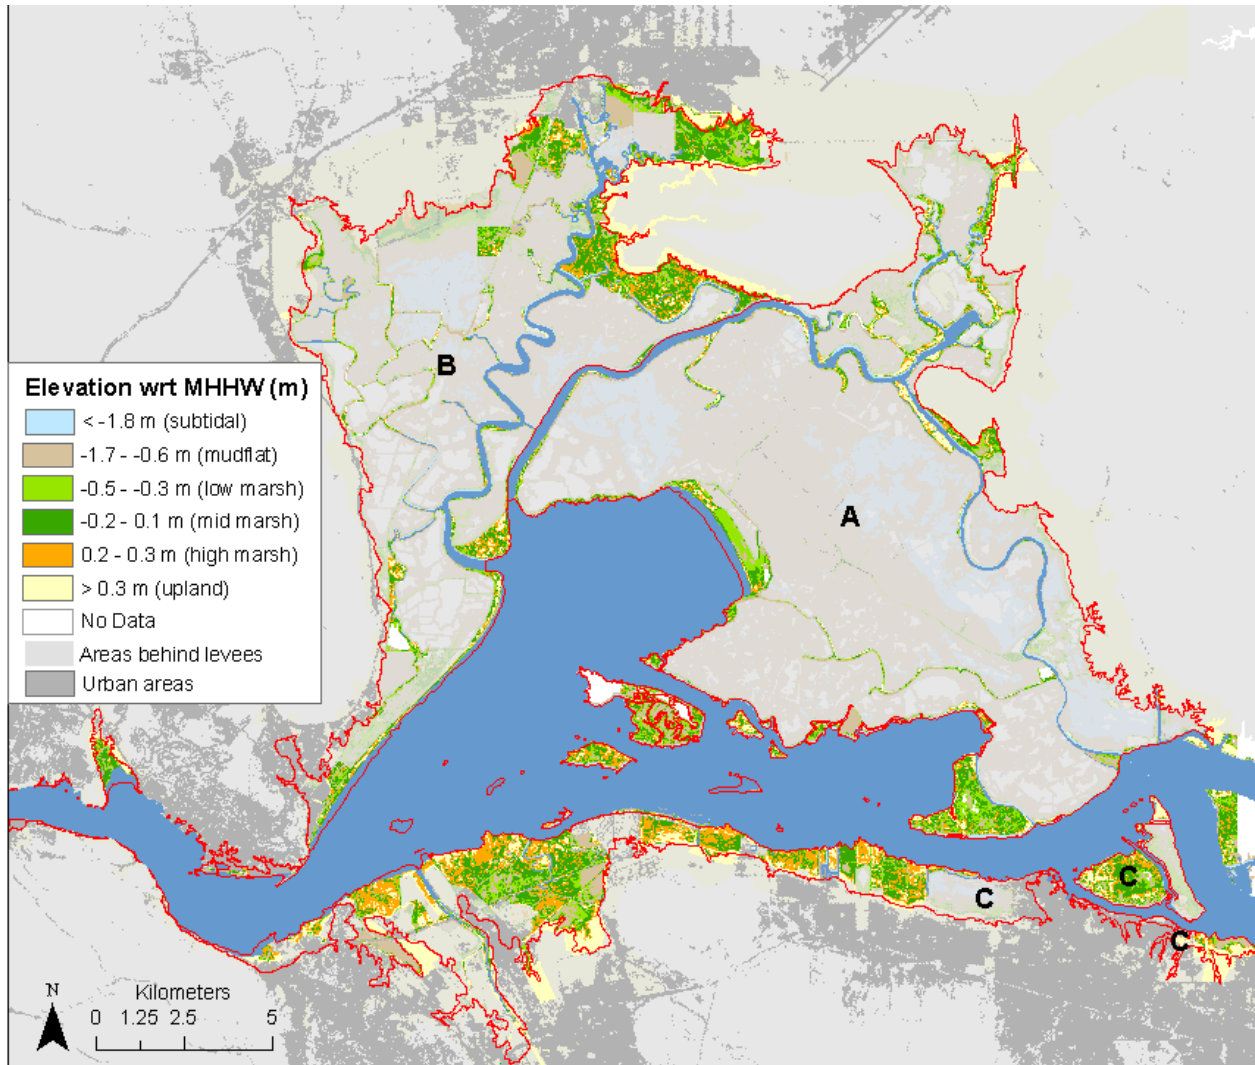 B
Elevation wrt MHHW (m)
< -1.8 m (subtidal)
-1.7 - -0.6 m (mudflat)
-0.5 - -0.3 m (low marsh)
-0.2 - 0.1 m (mid marsh)
0.2 - 0.3 m (high marsh)
> 0.3 m (upland)
No Data
Areas behind levees
Urban areas
A
C
C
C
N
Kilometers
0 1.25 2.5 5